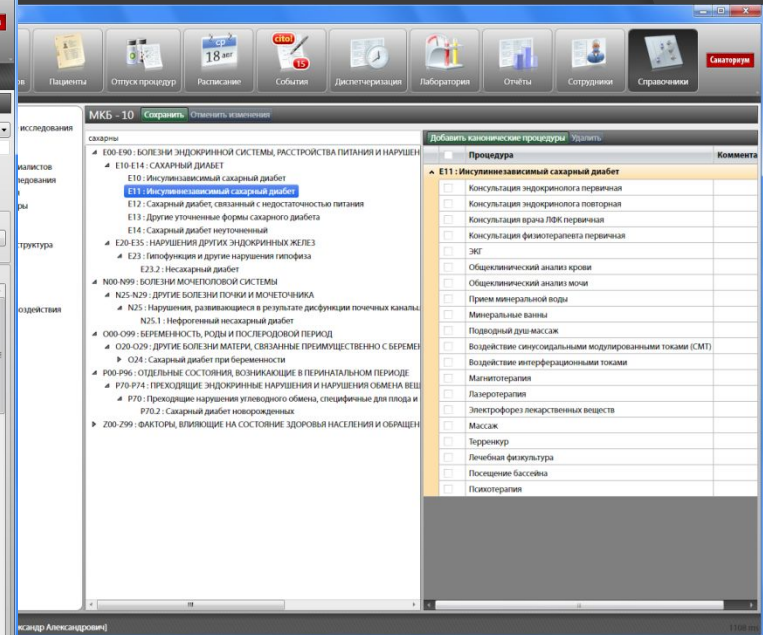 ср
18 авг
cito!
15
ов
Пациенты
Отпуск процедур
Расписание
События
Диспетчеризация
Лаборатория
Отчёты
Сотрудники
Справочники
Санаториум
исследования
иалистов
ледования
ы
ры
труктура
оздействия
МКБ - 10 Сохранить Отменить изменения
сахарны
E00-E90 : БОЛЕЗНИ ЭНДОКРИННОЙ СИСТЕМЫ, РАССТРОЙСТВА ПИТАНИЯ И НАРУШЕН
E10-E14 : САХАРНЫЙ ДИАБЕТ
E10 : Инсулинзависимый сахарный диабет
E11 : Инсулиннезависимый сахарный диабет
E12 : Сахарный диабет, связанный с недостаточностью питания
E13 : Другие уточненные формы сахарного диабета
E14 : Сахарный диабет неуточненный
E20-E35 : НАРУШЕНИЯ ДРУГИХ ЭНДОКРИННЫХ ЖЕЛЕЗ
E23 : Гипофункция и другие нарушения гипофиза
E23.2 : Несахарный диабет
N00-N99 : БОЛЕЗНИ МОЧЕПОЛОВОЙ СИСТЕМЫ
N25-N29 : ДРУГИЕ БОЛЕЗНИ ПОЧКИ И МОЧЕТОЧНИКА
N25 : Нарушения, развивающиеся в результате дисфункции почечных канальц
N25.1 : Нефрогенный несахарный диабет
O00-O99 : БЕРЕМЕННОСТЬ, РОДЫ И ПОСЛЕРОДОВОЙ ПЕРИОД
O20-O29 : ДРУГИЕ БОЛЕЗНИ МАТЕРИ, СВЯЗАННЫЕ ПРЕИМУЩЕСТВЕННО С БЕРЕМЕН
O24 : Сахарный диабет при беременности
P00-P96 : ОТДЕЛЬНЫЕ СОСТОЯНИЯ, ВОЗНИКАЮЩИЕ В ПЕРИНАТАЛЬНОМ ПЕРИОДЕ
P70-P74 : ПРЕХОДЯЩИЕ ЭНДОКРИННЫЕ НАРУШЕНИЯ И НАРУШЕНИЯ ОБМЕНА ВЕЩ
P70 : Преходящие нарушения углеводного обмена, специфичные для плода и
P70.2 : Сахарный диабет новорожденных
Z00-Z99 : ФАКТОРЫ, ВЛИЯЮЩИЕ НА СОСТОЯНИЕ ЗДОРОВЬЯ НАСЕЛЕНИЯ И ОБРАЩЕН
Добавить канонические процедуры Удалить
Процедура Коммента
E11 : Инсулиннезависимый сахарный диабет
Консультация эндокринолога первичная
Консультация эндокринолога повторная
Консультация врача ЛФК первичная
Консультация физиотерапевта первичная
ЭКГ
Общеклинический анализ крови
Общеклинический анализ мочи
Прием минеральной воды
Минеральные ванны
Подводный душ-массаж
Воздействие синусоидальными модулированными токами (СМТ)
Воздействие интерференционными токами
Магнитотерапия
Лазеротерапия
Электрофорез лекарственных веществ
Массаж
Терренкур
Лечебная физкультура
Посещение бассейна
Психотерапия
ександр Александрович]
1108 ms